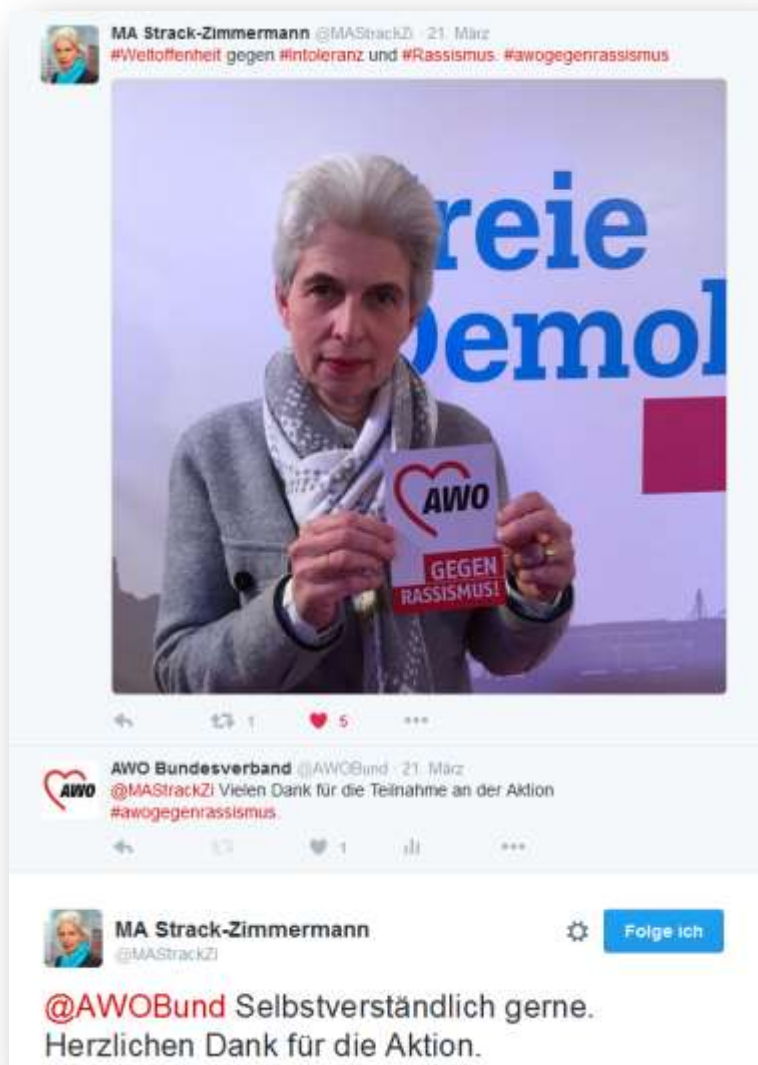 MA Strack-Zimmermann @MAStrackZi · 21. März
#Weltoffenheit gegen #Intoleranz und #Rassismus. #awogegenrassismus
reie
Demok
AWO
GEGEN
RASSISMUS!
1 5
AWO Bundesverband @AWOBund · 21. März
AWO
@MAStrackZi Vielen Dank für die Teilnahme an der Aktion
#awogegenrassismus.
1
MA Strack-Zimmermann
Folge ich
@MAStrackZi
@AWOBund Selbstverständlich gerne.
Herzlichen Dank für die Aktion.